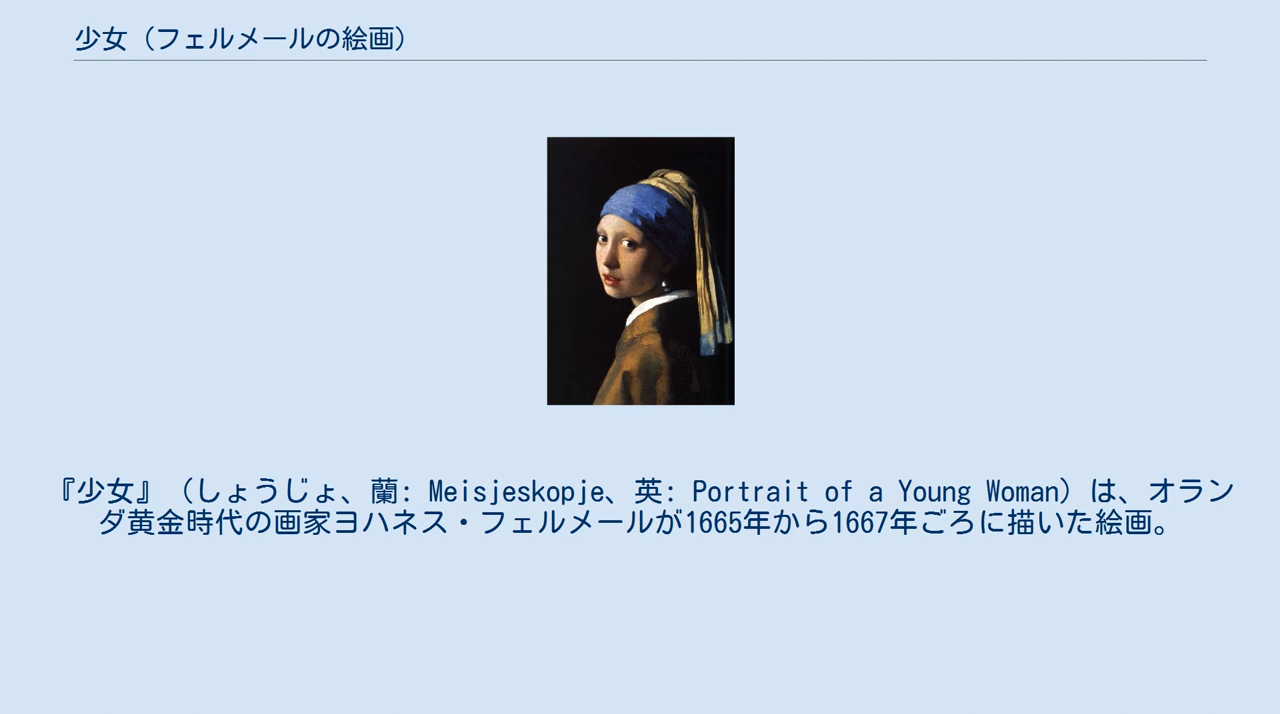 少女（フェルメールの絵画）
『少女』（しょうじょ、蘭: Meisjeskopje、英: Portrait of a Young Woman）は、オラン
ダ黄金時代の画家ヨハネス・フェルメールが1665年から1667年ごろに描いた絵画。